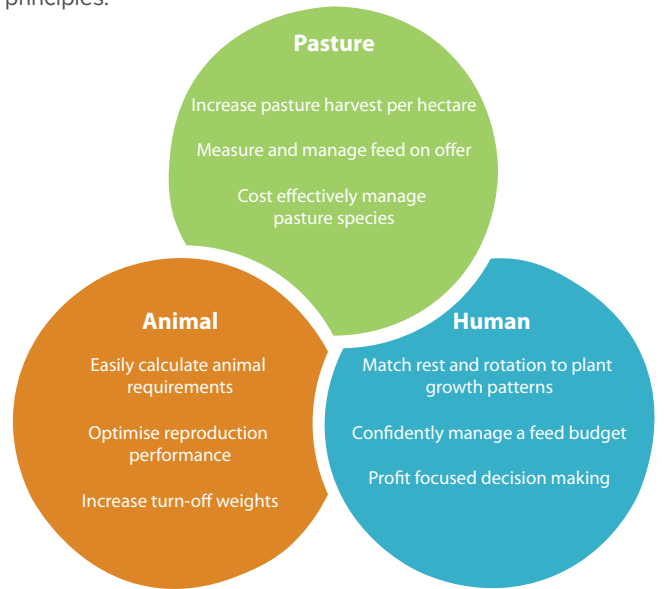 principles.
Pasture
Increase pasture harvest per hectare
Measure and manage feed on offer
Cost effectively manage
pasture species
Animal
Easily calculate animal
requirements
Optimise reproduction
performance
Increase turn-off weights
Human
Match rest and rotation to plant
growth patterns
Confidently manage a feed budget
Profit focused decision making